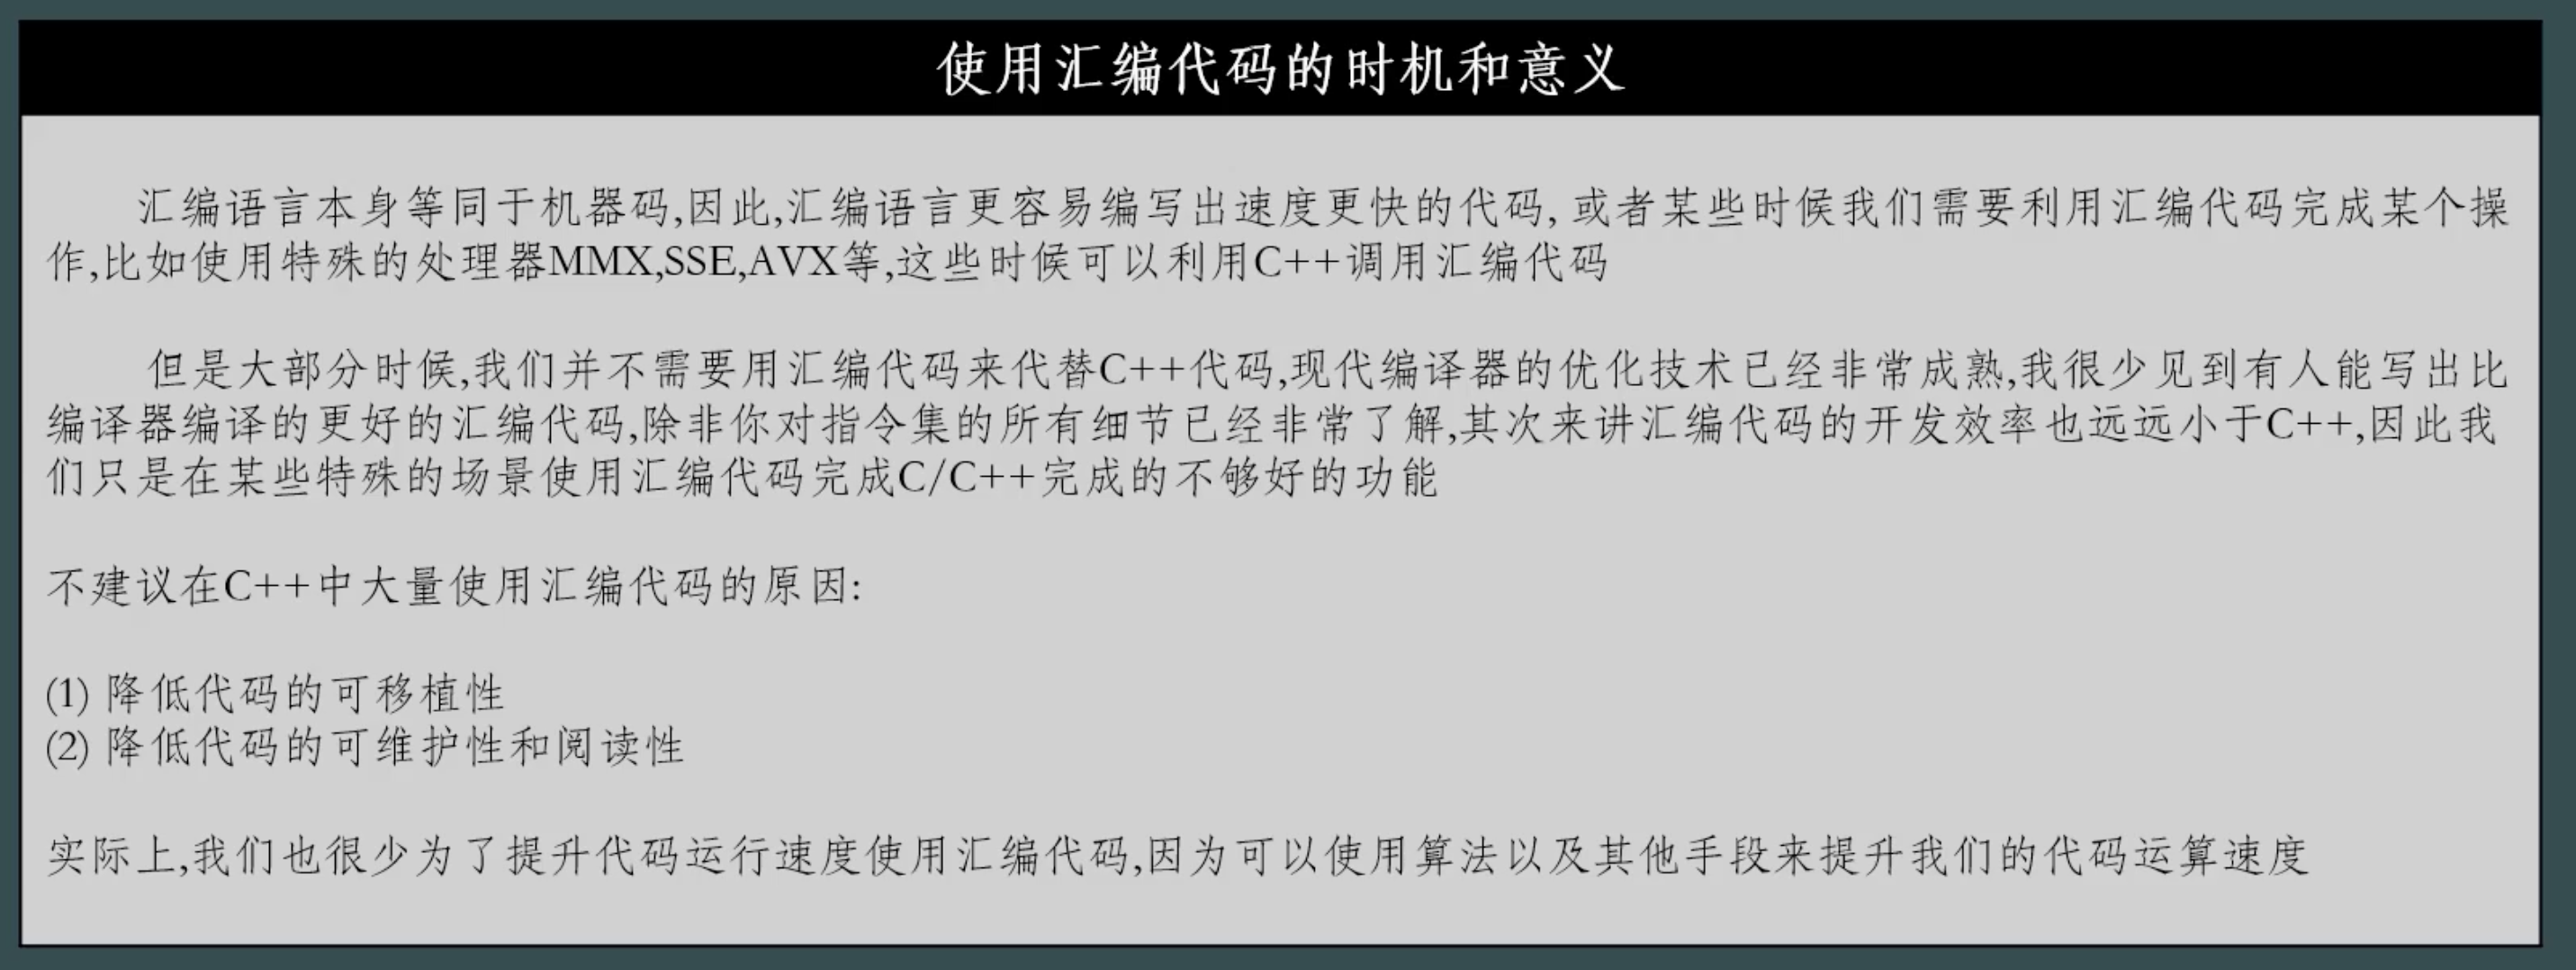 使用汇编代码的时机和意义
汇编语言本身等同于机器码,因此,汇编语言更容易编写出速度更快的代码,或者某些时候我们需要利用汇编代码完成某个操
作,比如使用特殊的处理器MMX,SSE,AVX等,这些时候可以利用C++调用汇编代码
但是大部分时候,我们并不需要用汇编代码来代替C++代码,现代编译器的优化技术已经非常成熟,我很少见到有人能写出比
编译器编译的更好的汇编代码,除非你对指令集的所有细节已经非常了解,其次来讲汇编代码的开发效率也远远小于C++,因此我
们只是在某些特殊的场景使用汇编代码完成C/C++完成的不够好的功能
不建议在C++中大量使用汇编代码的原因:
(1) 降低代码的可移植性
(2) 降低代码的可维护性和阅读性
实际上,我们也很少为了提升代码运行速度使用汇编代码,因为可以使用算法以及其他手段来提升我们的代码运算速度